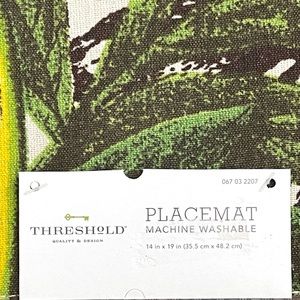 067 03 2207
THRESHOLD
QUALITY & DESIGN
PLACEMAT
MACHINE WASHABLE
14 in x 19 in (35.5 cm x 48.2 cm)